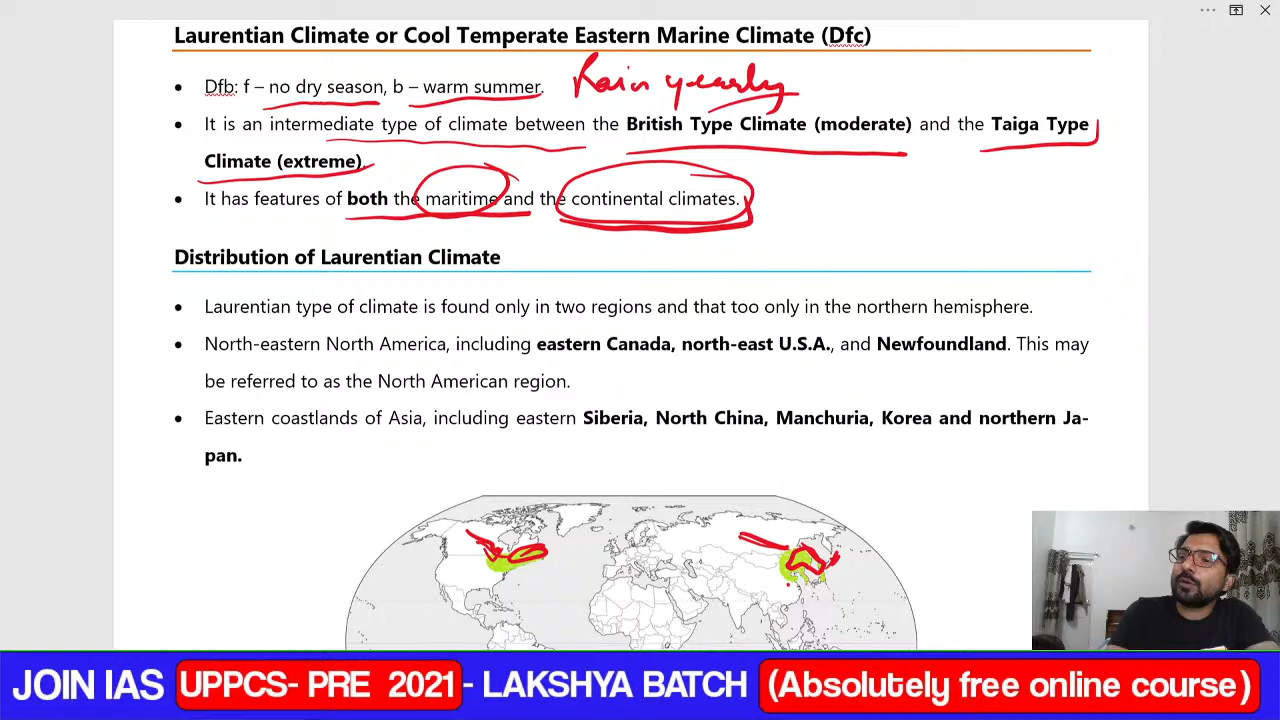 Laurentian Climate or Cool Temperate Eastern Marine Climate (Dfc)
• Dfb: f – no dry season, b – warm summer. Rain yearly
• It is an intermediate type of climate between the British Type Climate (moderate) and the Taiga Type
Climate (extreme).
• It has features of both the maritime and the continental climates.
Distribution of Laurentian Climate
• Laurentian type of climate is found only in two regions and that too only in the northern hemisphere.
• North-eastern North America, including eastern Canada, north-east U.S.A., and Newfoundland. This may
be referred to as the North American region.
• Eastern coastlands of Asia, including eastern Siberia, North China, Manchuria, Korea and northern Ja-
pan.
JOIN IAS UPPCS- PRE 2021 - LAKSHYA BATCH (Absolutely free online course)